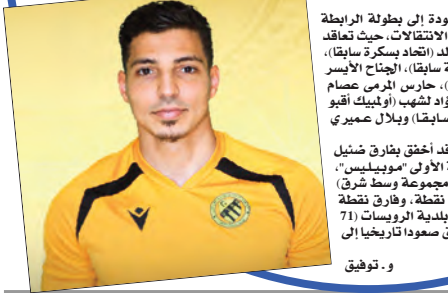 ودة إلى بطولة الرابطة
الانتقالات، حيث تعاقد
لد (اتحاد بسكرة سابقا)،
ة سابقا)، الجناح الأيسر
)، حارس المرمى عصام
ؤاد لشهب (أولمبيك أقبو
سابقا) وبلال عميري
قد أخفق بفارق ضئيل
ة الأولى "موبيليس"،
مجموعة وسط شرق)
نقطة، وفارق نقطة
بلدية الرويسات (71
ق صعودا تاريخيا إلى
و. توفيق